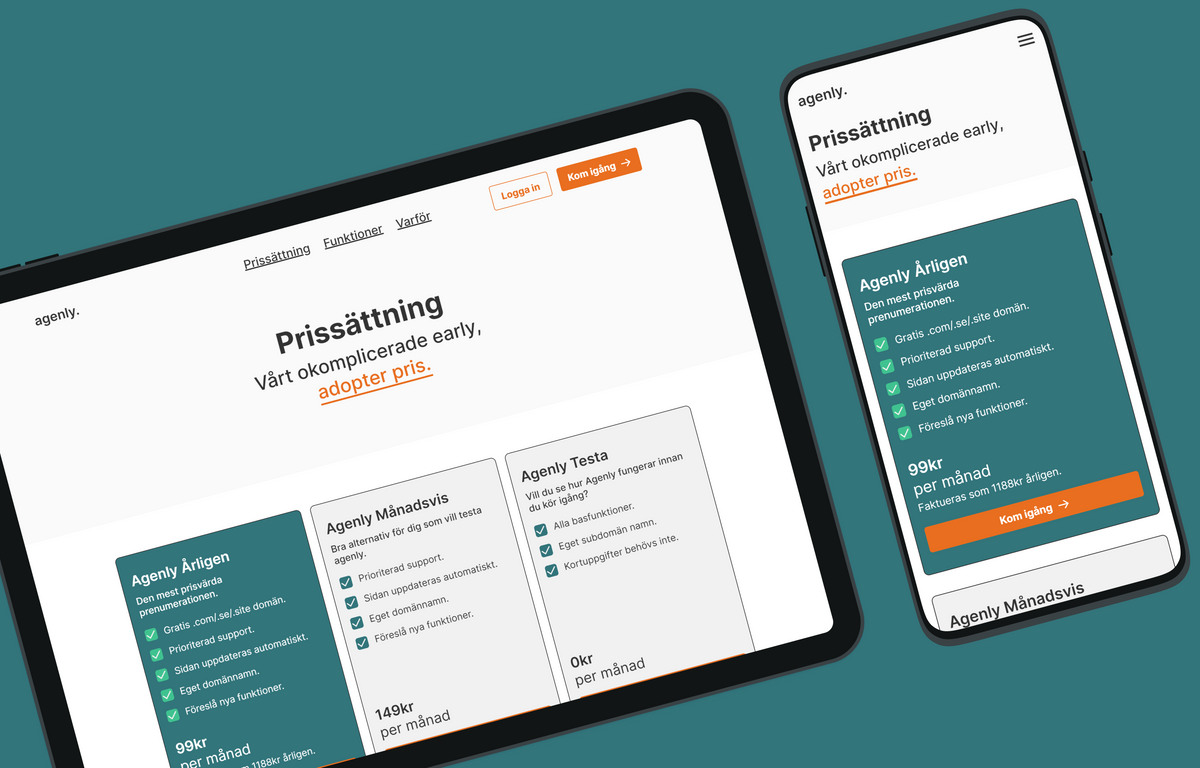 agenly.
Prissättning
Funktioner
Varför
Logga in
Kom igång →
Prissättning
Vårt okomplicerade early,
adopter pris.
Agenly Årligen
Den mest prisvärda
prenumerationen.
Gratis .com/.se/.site domän.
Prioriterad support.
Sidan uppdateras automatiskt.
Eget domännamn.
Föreslå nya funktioner.
99kr
per månad
1188kr årligen.
Agenly Månadsvis
Bra alternativ för dig som vill testa
agenly.
Prioriterad support.
Sidan uppdateras automatiskt.
Eget domännamn.
Föreslå nya funktioner.
149kr
per månad
Agenly Testa
Vill du se hur Agenly fungerar innan
du kör igång?
Alla basfunktioner.
Eget subdomän namn.
Kortuppgifter behövs inte.
0kr
per månad
agenly.
Prissättning
Vårt okomplicerade early,
adopter pris.
Agenly Årligen
Den mest prisvärda
prenumerationen.
Gratis .com/.se/.site domän.
Prioriterad support.
Sidan uppdateras automatiskt.
Eget domännamn.
Föreslå nya funktioner.
99kr
per månad
Faktueras som 1188kr årligen.
Kom igång →
Agenly Månadsvis